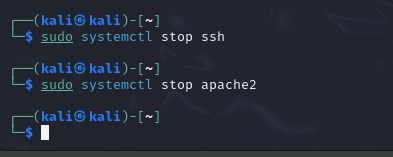 ┌──(kali㉿kali)-[~]
└─$ sudo systemctl stop ssh
┌──(kali㉿kali)-[~]
└─$ sudo systemctl stop apache2
┌──(kali㉿kali)-[~]
└─$